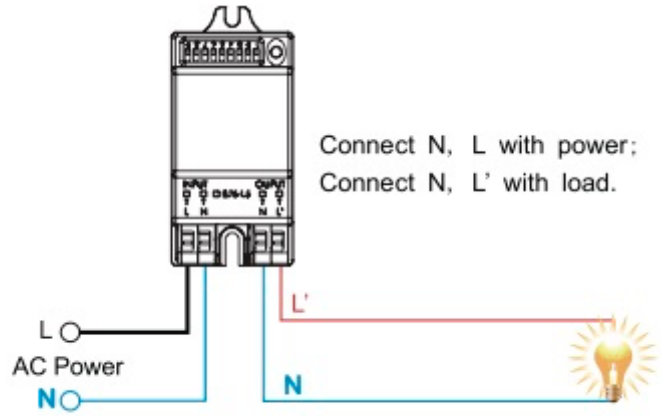 Connect N, L with power;
Connect N, L’ with load.
INPUT
OUTPUT
L N
N L’
L’
L
AC Power
N
N